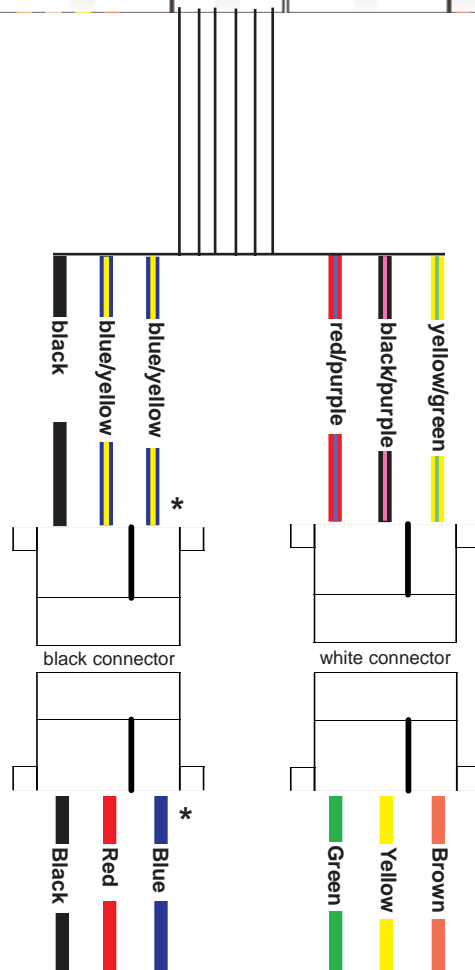 black
blue/yellow
blue/yellow
red/purple
black/purple
yellow/green
*
black connector
white connector
*
Black
Red
Blue
Green
Yellow
Brown